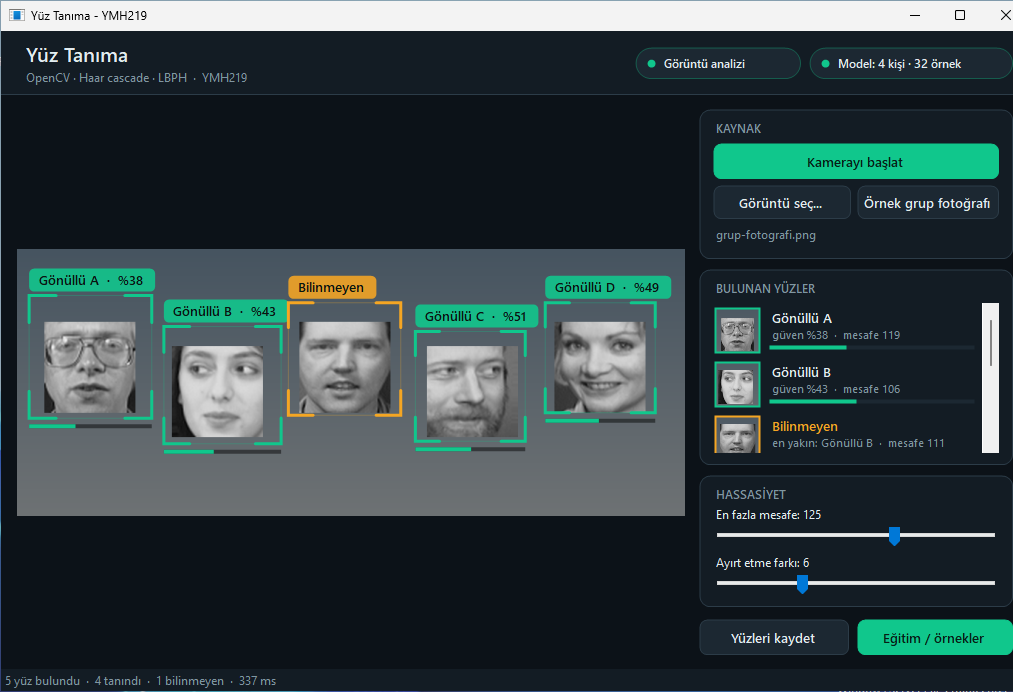 Yüz Tanıma - YMH219
Yüz Tanıma
OpenCV · Haar cascade · LBPH · YMH219
Görüntü analizi
Model: 4 kişi · 32 örnek
KAYNAK
Kamerayı başlat
Görüntü seç...
Örnek grup fotoğrafı
grup-fotografi.png
Gönüllü A · %38
Gönüllü B · %43
Bilinmeyen
Gönüllü C · %51
Gönüllü D · %49
BULUNAN YÜZLER
Gönüllü A
güven %38 · mesafe 119
Gönüllü B
güven %43 · mesafe 106
Bilinmeyen
en yakın: Gönüllü B · mesafe 111
HASSASİYET
En fazla mesafe: 125
Ayırt etme farkı: 6
Yüzleri kaydet
Eğitim / örnekler
5 yüz bulundu · 4 tanındı · 1 bilinmeyen · 337 ms